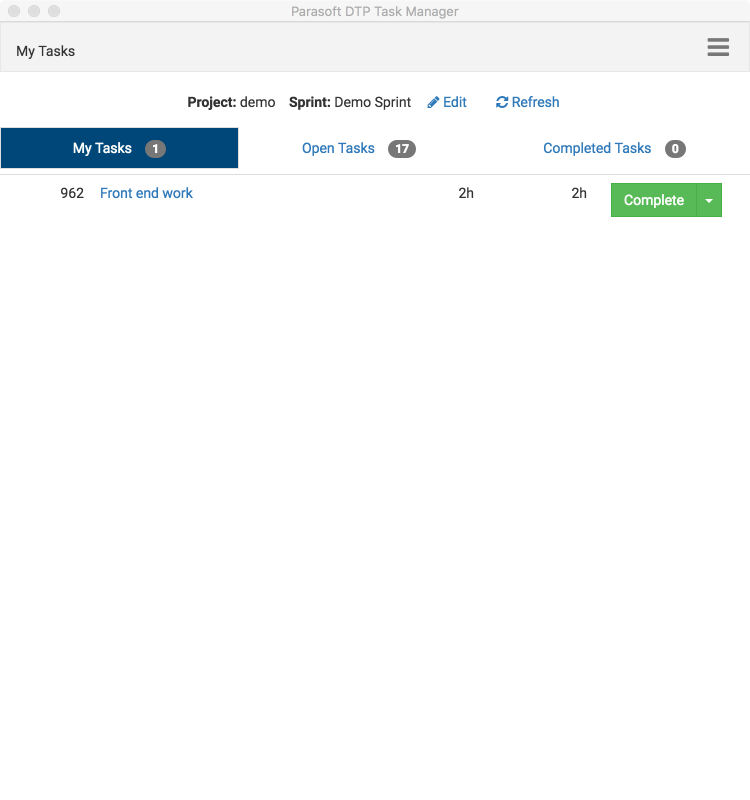 Parasoft DTP Task Manager
My Tasks
Project: demo Sprint: Demo Sprint Edit Refresh
My Tasks 1 Open Tasks 17 Completed Tasks 0
962 Front end work 2h 2h Complete